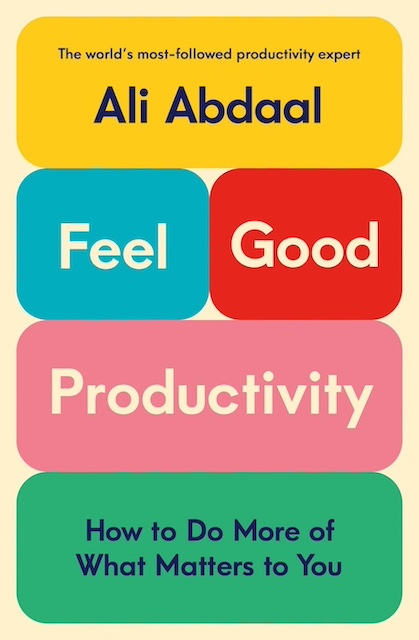 The world's most-followed productivity expert
Ali Abdaal
Feel Good
Productivity
How to Do More of
What Matters to You